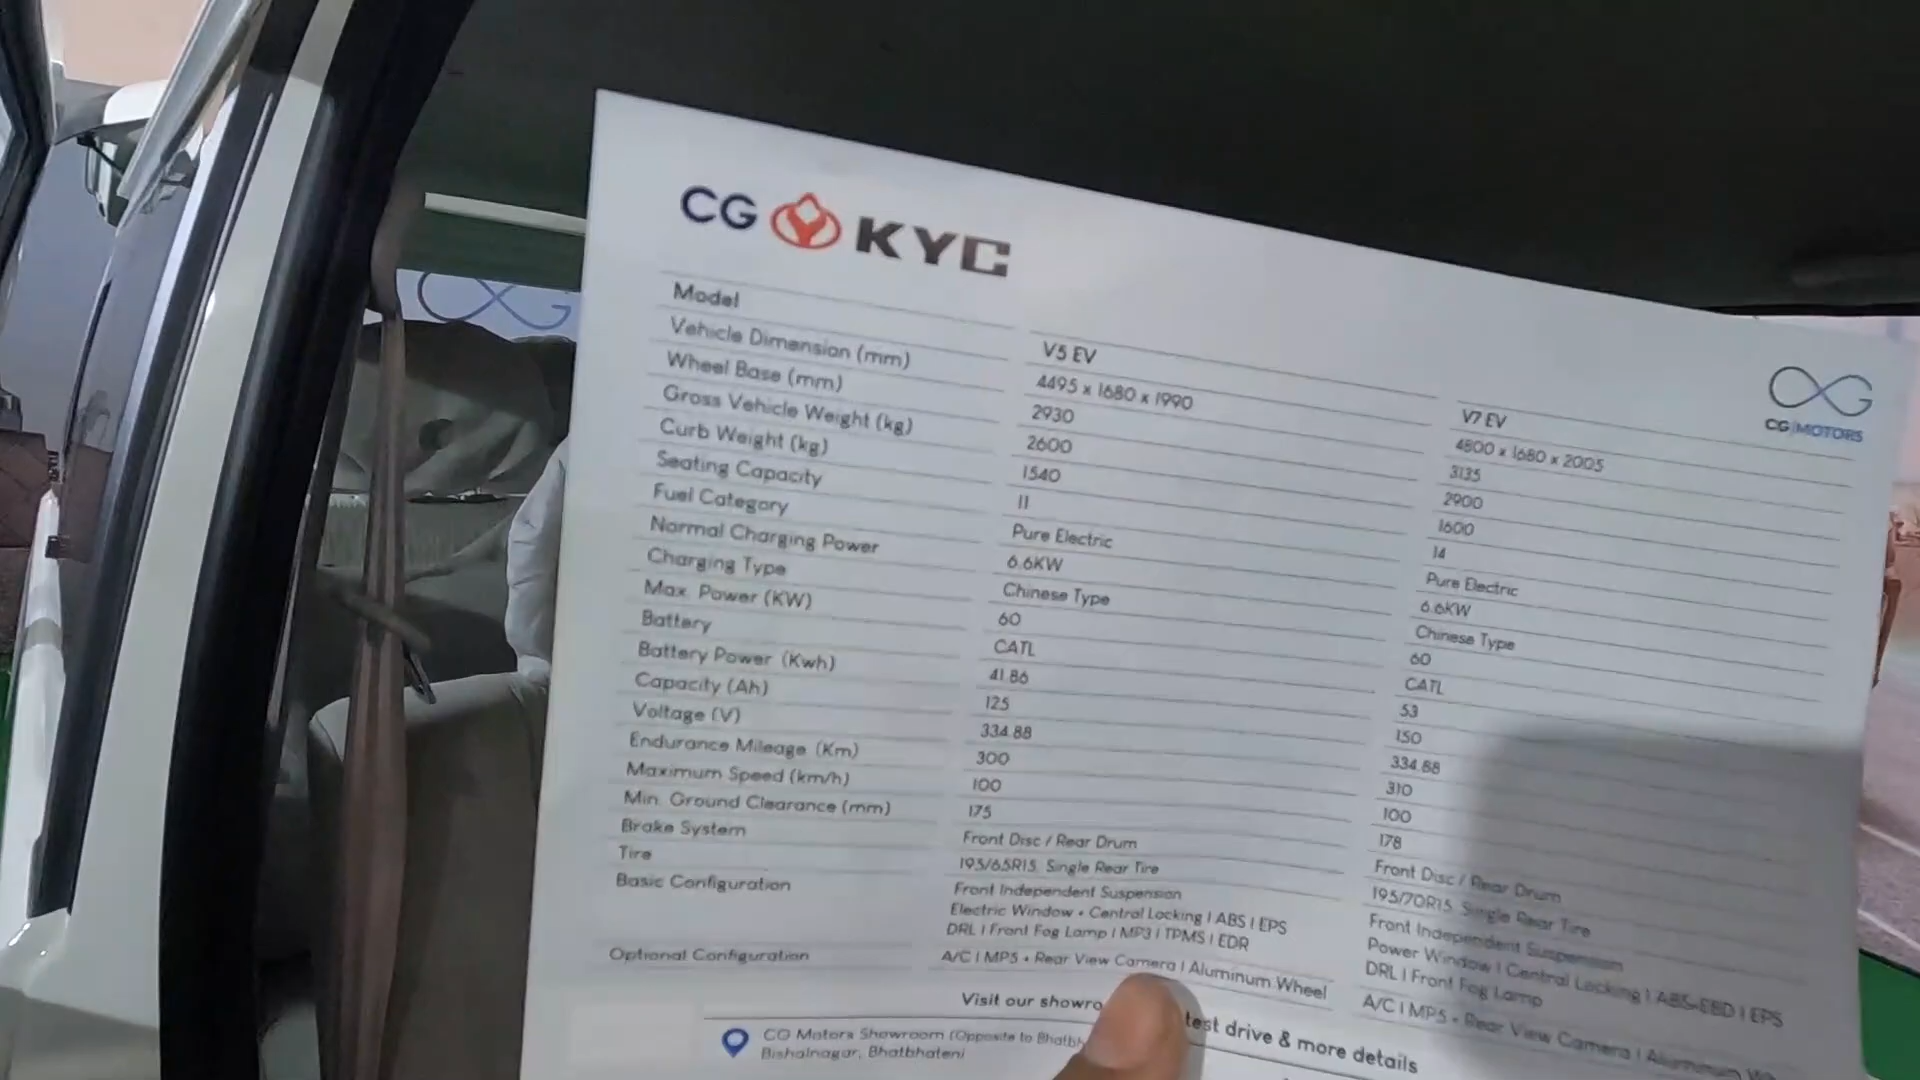 CG KYC
CG MOTORS
Model V5 EV V7 EV
Vehicle Dimension (mm) 4495 x 1680 x 1990 4800 x 1680 x 2005
Wheel Base (mm) 2930 3135
Gross Vehicle Weight (kg) 2600 2900
Curb Weight (kg) 1540 1600
Seating Capacity 11 14
Fuel Category Pure Electric Pure Electric
Normal Charging Power 6.6KW 6.6KW
Charging Type Chinese Type Chinese Type
Max. Power (KW) 60 60
Battery CATL CATL
Battery Power (Kwh) 41.86 53
Capacity (Ah) 125 150
Voltage (V) 334.88 334.88
Endurance Mileage (Km) 300 310
Maximum Speed (km/h) 100 100
Min. Ground Clearance (mm) 175 178
Brake System Front Disc / Rear Drum Front Disc / Rear Drum
Tire 195/65R15 Single Rear Tire 195/70R15 Single Rear Tire
Basic Configuration Front Independent Suspension Front Independent Suspension
Electric Window + Central Locking | ABS | EPS Power Window | Central Locking | ABS+EBD | EPS
DRL | Front Fog Lamp | MP3 | TPMS | EDR DRL | Front Fog Lamp
Optional Configuration A/C | MP5 + Rear View Camera | Aluminum Wheel A/C | MP5 + Rear View Camera | Aluminum
Visit our test drive & more details
CG Motors Showroom (Opposite to
Bishalnagar, Bhatbhateni